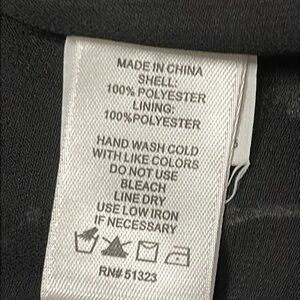 MADE IN CHINA
SHELL:
100% POLYESTER
LINING:
100%POLYESTER
HAND WASH COLD
WITH LIKE COLORS
DO NOT USE
BLEACH
LINE DRY
USE LOW IRON
IF NECESSARY
RN# 51323